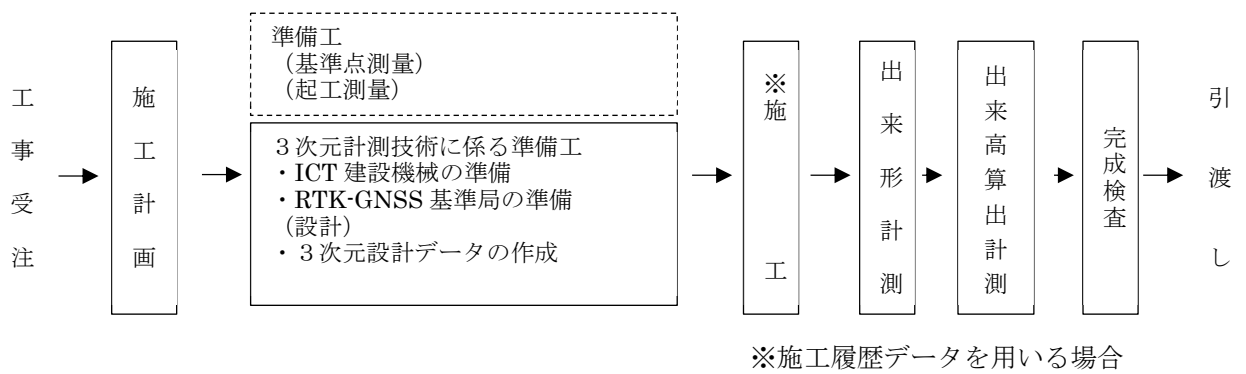 工事受注
施工計画
準備工
（基準点測量）
（起工測量）
３次元計測技術に係る準備工
・ICT 建設機械の準備
・RTK-GNSS 基準局の準備
（設計）
・３次元設計データの作成
※施工
出来形計測
出来高算出計測
完成検査
引渡し
※施工履歴データを用いる場合